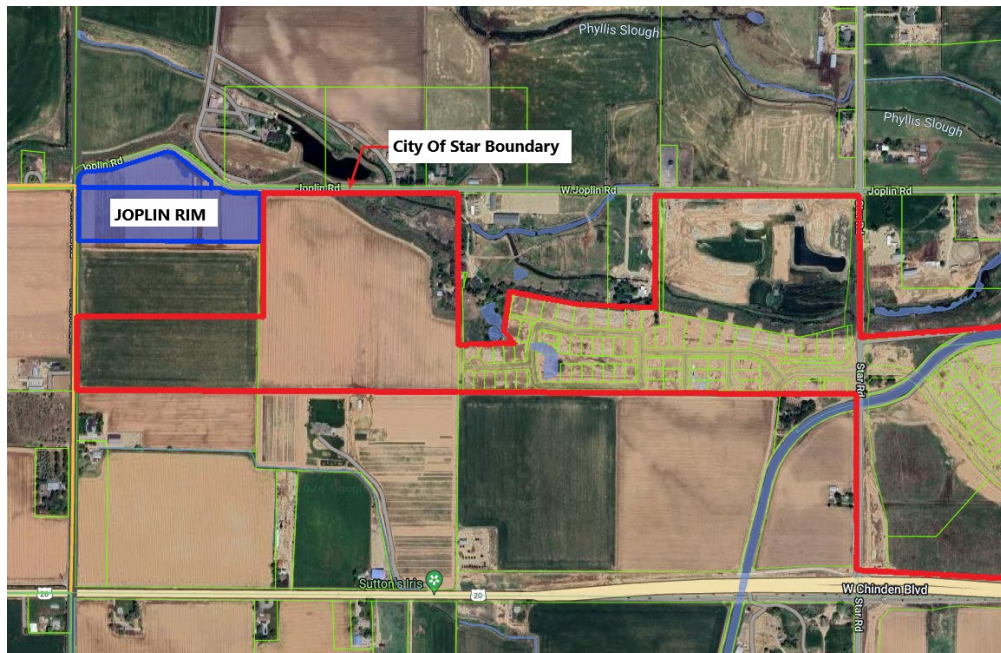 Phyllis Slough
Phyllis Slough
City Of Star Boundary
Joplin Rd
Joplin Rd
W Joplin Rd
Joplin Rd
JOPLIN RIM
Star Rd
Sutton's Iris
20
20
W Chinden Blvd
Star Rd